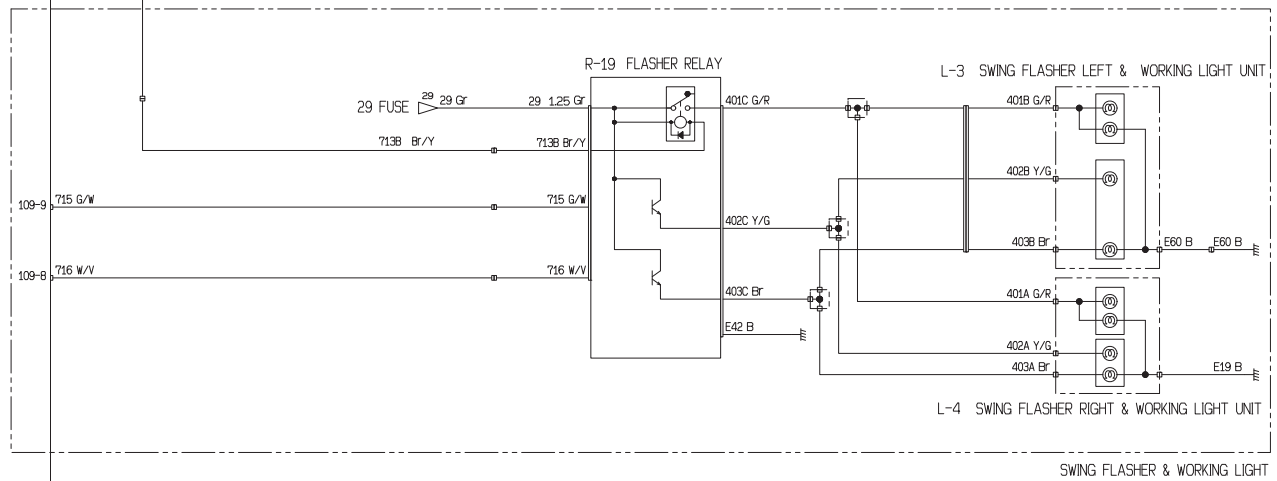 R-19 FLASHER RELAY
L-3 SWING FLASHER LEFT & WORKING LIGHT UNIT
29 FUSE
29
29 Gr
29 1.25 Gr
401C G/R
401B G/R
713B Br/Y
713B Br/Y
402B Y/G
109-9
715 G/W
715 G/W
402C Y/G
403B Br
E60 B
E60 B
109-8
716 W/V
716 W/V
403C Br
401A G/R
E42 B
402A Y/G
403A Br
E19 B
L-4 SWING FLASHER RIGHT & WORKING LIGHT UNIT
SWING FLASHER & WORKING LIGHT